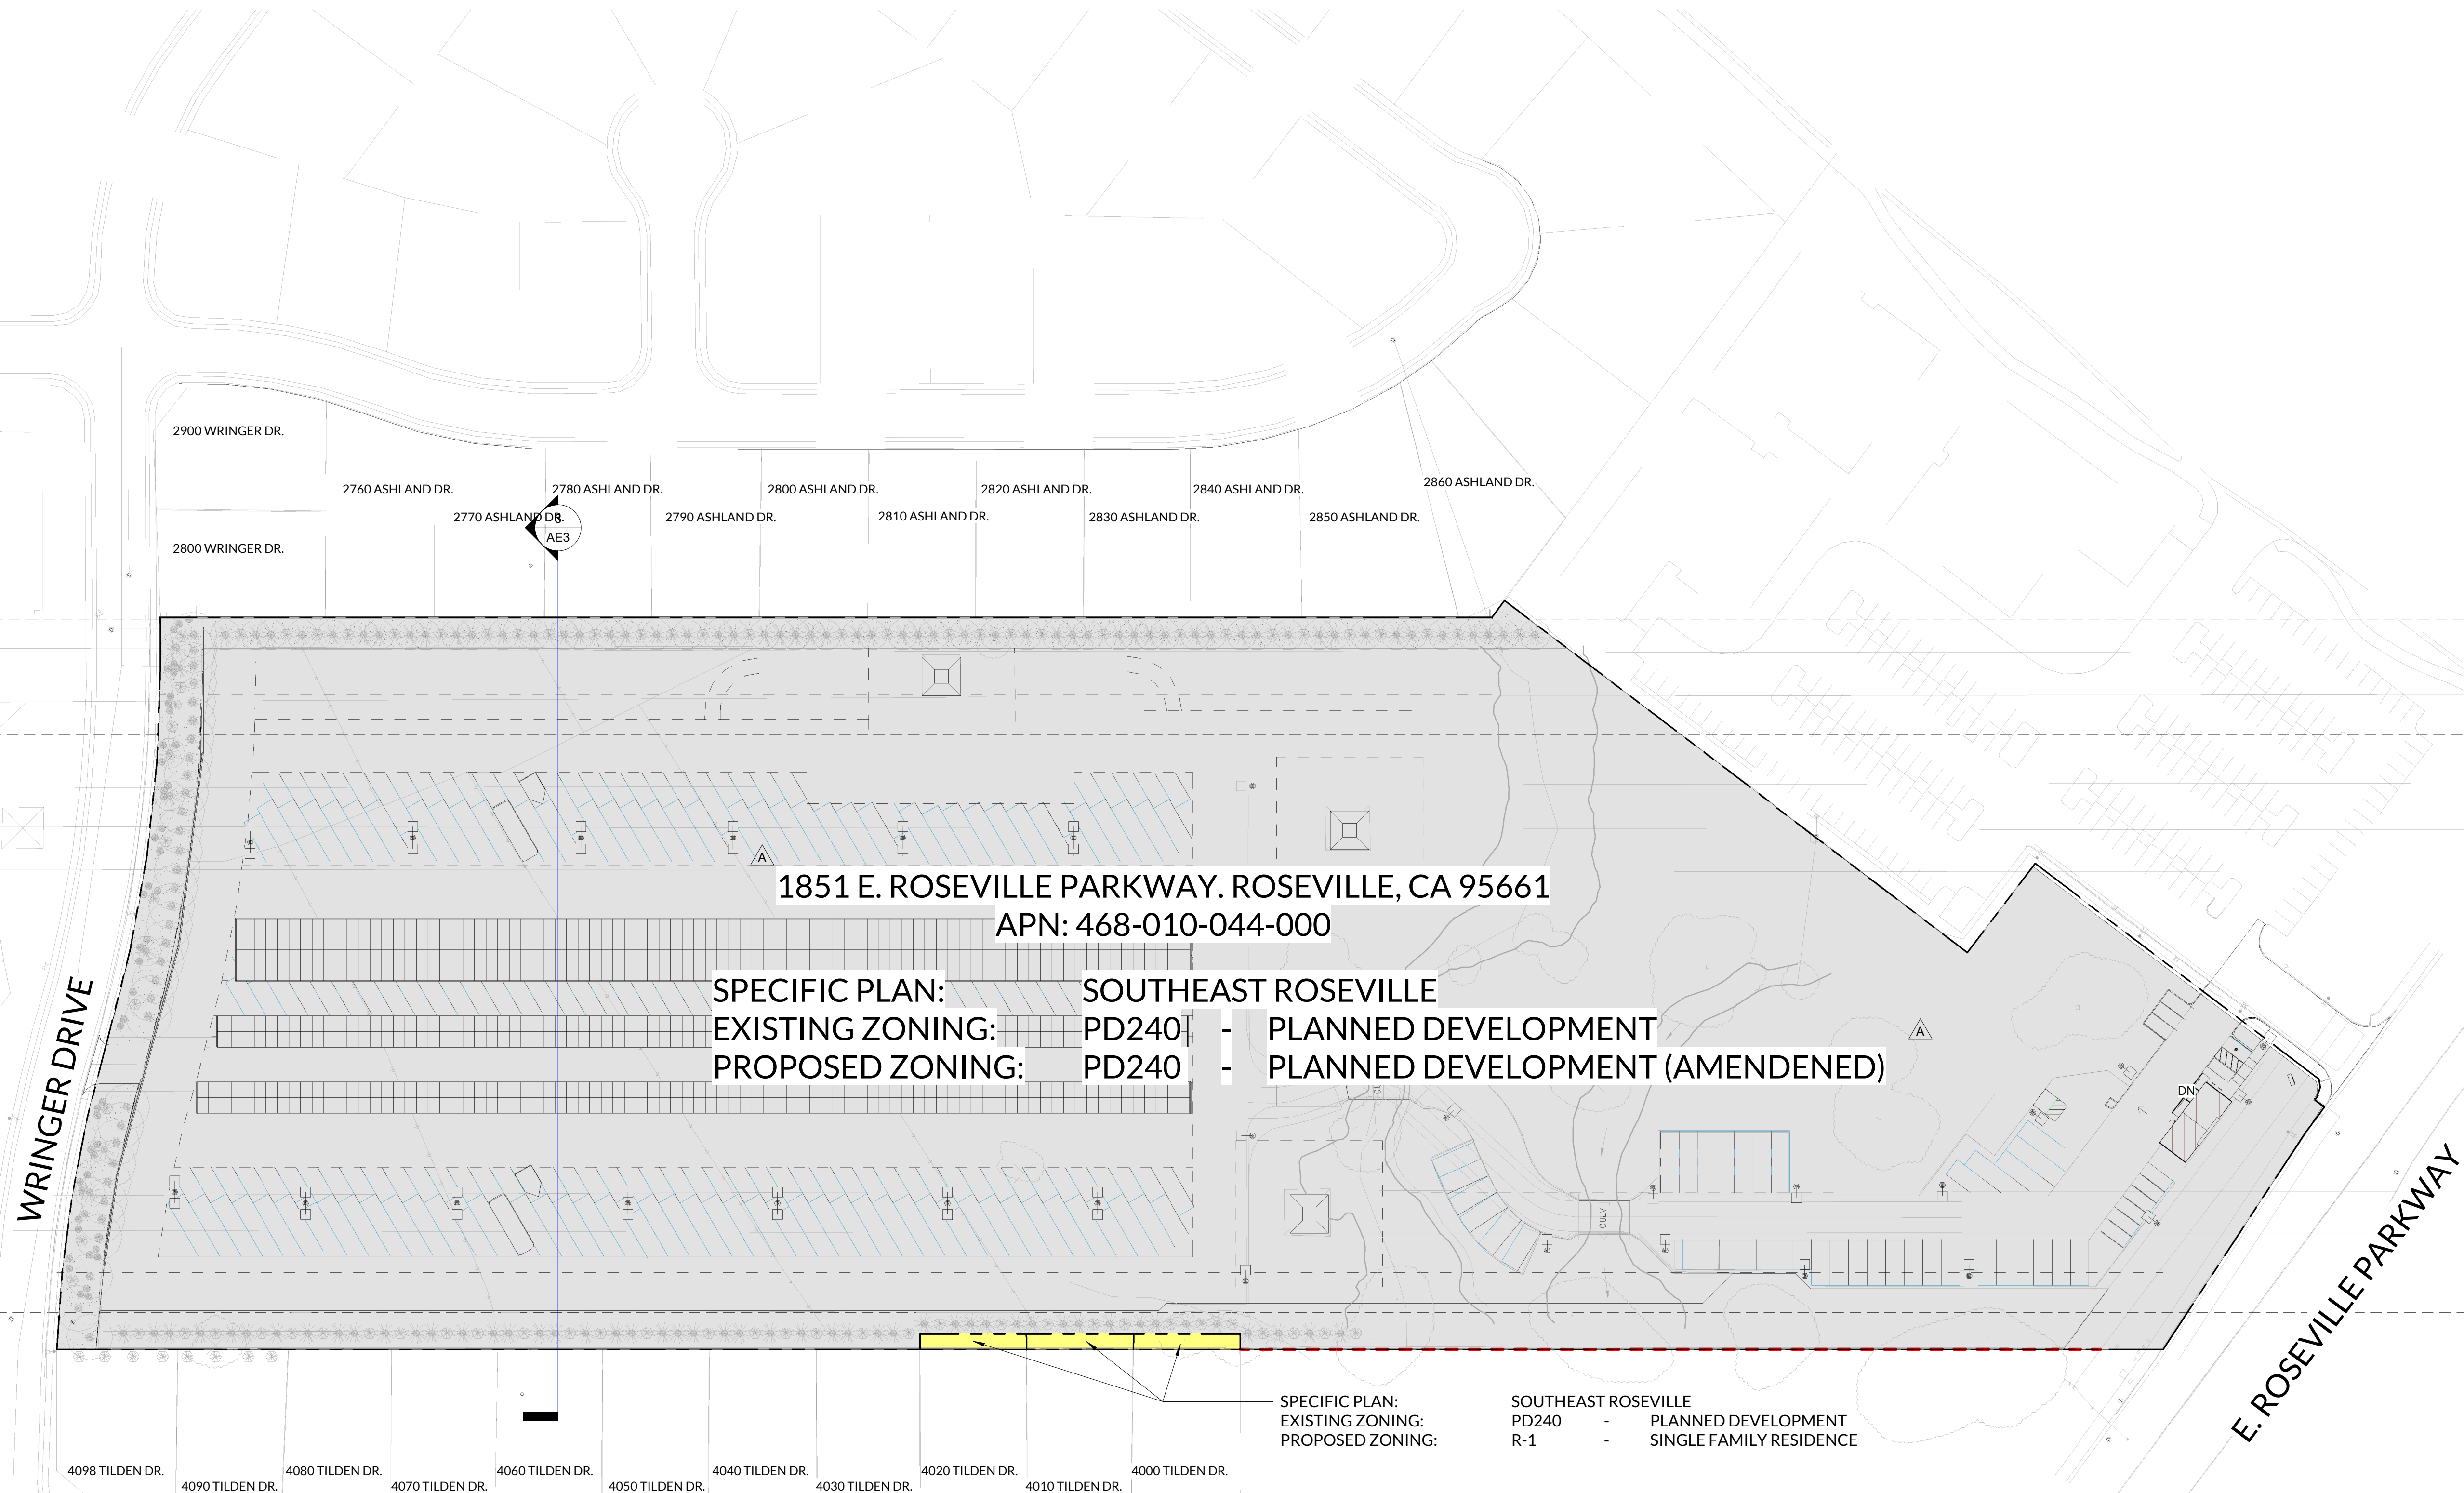 2900 WRINGER DR.
2760 ASHLAND DR.
2780 ASHLAND DR.
2800 ASHLAND DR.
2820 ASHLAND DR.
2840 ASHLAND DR.
2860 ASHLAND DR.
2770 ASHLAND DR.
3
AE3
2790 ASHLAND DR.
2810 ASHLAND DR.
2830 ASHLAND DR.
2850 ASHLAND DR.
2800 WRINGER DR.
A
1851 E. ROSEVILLE PARKWAY. ROSEVILLE, CA 95661
APN: 468-010-044-000
SPECIFIC PLAN: SOUTHEAST ROSEVILLE
EXISTING ZONING: PD240 - PLANNED DEVELOPMENT
PROPOSED ZONING: PD240 - PLANNED DEVELOPMENT (AMENDENED)
A
DN
CULV
WRINGER DRIVE
E. ROSEVILLE PARKWAY
SPECIFIC PLAN: SOUTHEAST ROSEVILLE
EXISTING ZONING: PD240 - PLANNED DEVELOPMENT
PROPOSED ZONING: R-1 - SINGLE FAMILY RESIDENCE
4098 TILDEN DR.
4090 TILDEN DR.
4080 TILDEN DR.
4070 TILDEN DR.
4060 TILDEN DR.
4050 TILDEN DR.
4040 TILDEN DR.
4030 TILDEN DR.
4020 TILDEN DR.
4010 TILDEN DR.
4000 TILDEN DR.